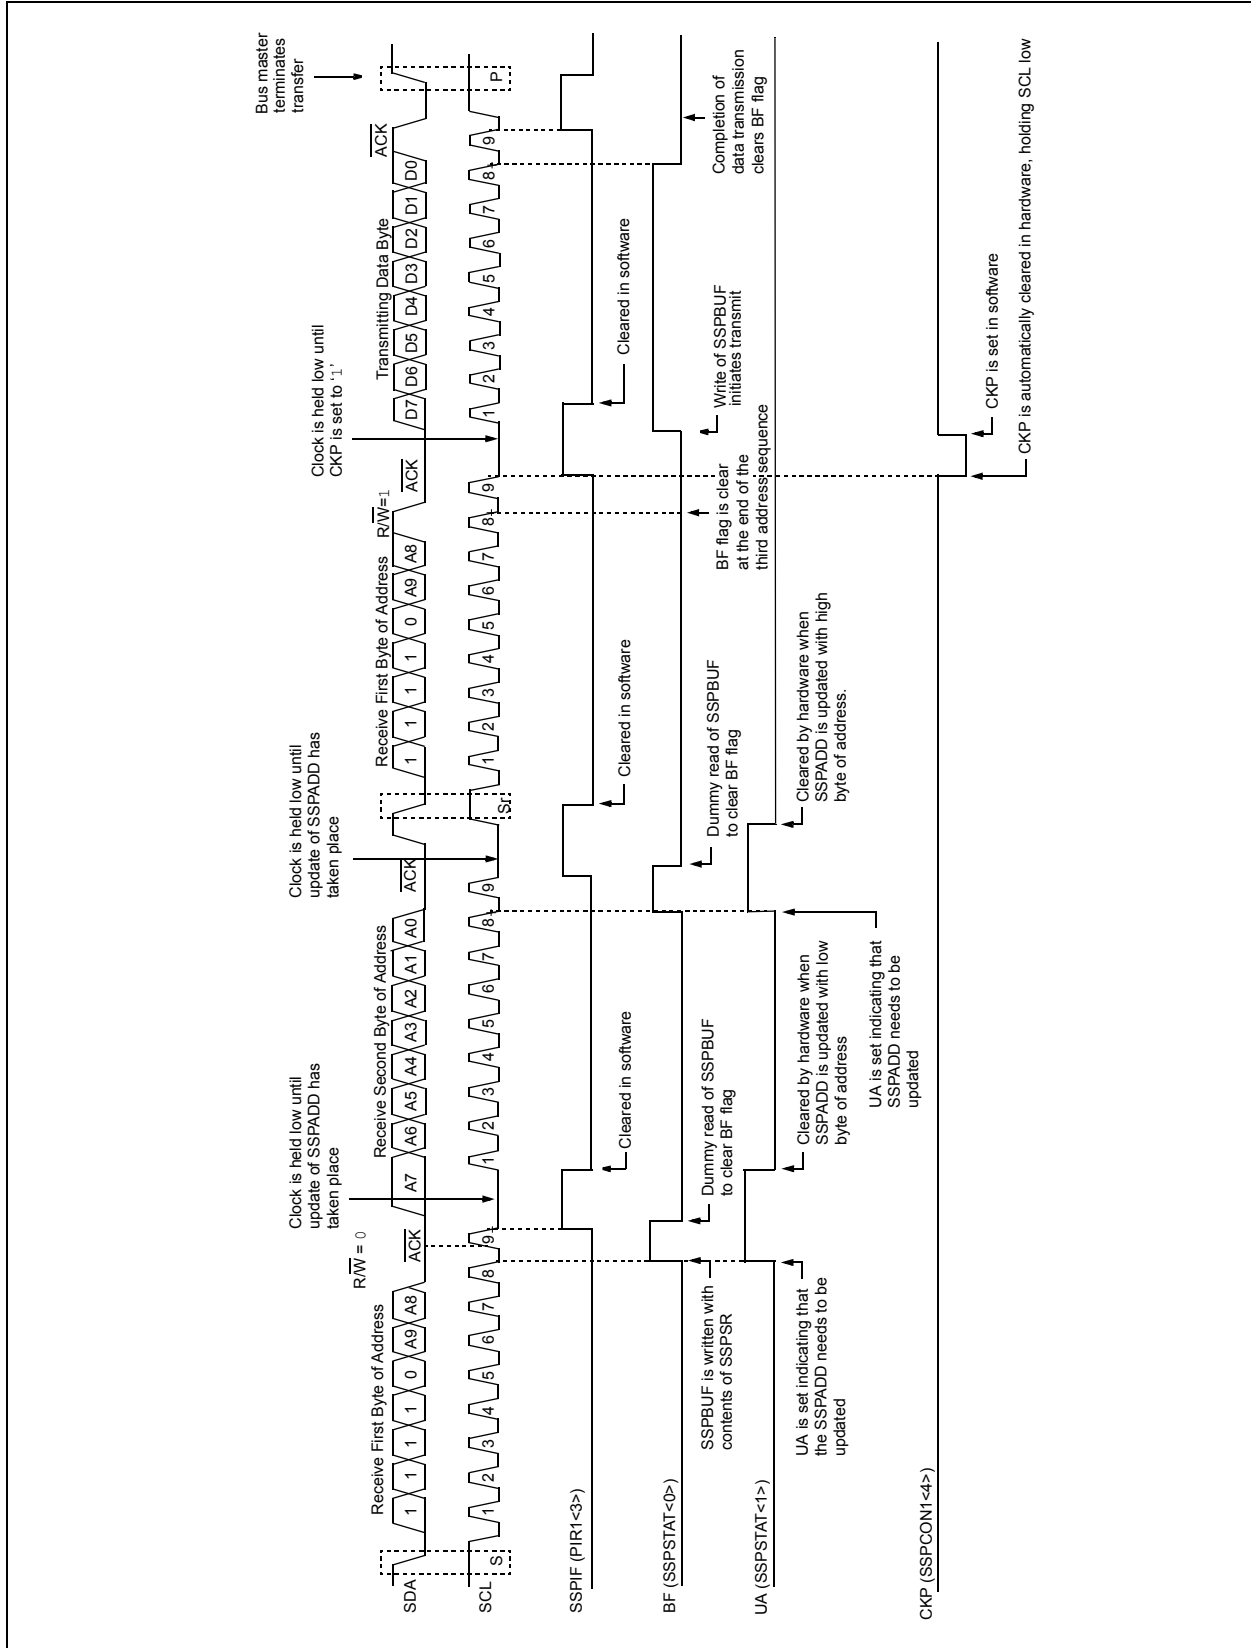 Bus master
terminates
transfer
Clock is held low until
CKP is set to ‘1’
Clock is held low until
update of SSPADD has
taken place
Clock is held low until
update of SSPADD has
taken place
R/W = 0
R/W=1
Receive First Byte of Address
ACK
Receive Second Byte of Address
ACK
Receive First Byte of Address
ACK
Transmitting Data Byte
ACK
SDA
1 1 1 1 0 A9 A8
A7 A6 A5 A4 A3 A2 A1 A0
1 1 1 1 0 A9 A8
D7 D6 D5 D4 D3 D2 D1 D0
SCL
S
1 2 3 4 5 6 7 8 9
1 2 3 4 5 6 7 8 9
Sr
1 2 3 4 5 6 7 8 9
1 2 3 4 5 6 7 8 9
P
SSPIF (PIR1<3>)
Cleared in software
Cleared in software
Cleared in software
BF (SSPSTAT<0>)
SSPBUF is written with
contents of SSPSR
Dummy read of SSPBUF
to clear BF flag
Dummy read of SSPBUF
to clear BF flag
BF flag is clear
at the end of the
third address sequence
Write of SSPBUF
initiates transmit
Completion of
data transmission
clears BF flag
UA (SSPSTAT<1>)
UA is set indicating that
the SSPADD needs to be
updated
Cleared by hardware when
SSPADD is updated with low
byte of address
UA is set indicating that
SSPADD needs to be
updated
Cleared by hardware when
SSPADD is updated with high
byte of address.
CKP (SSPCON1<4>)
CKP is set in software
CKP is automatically cleared in hardware, holding SCL low